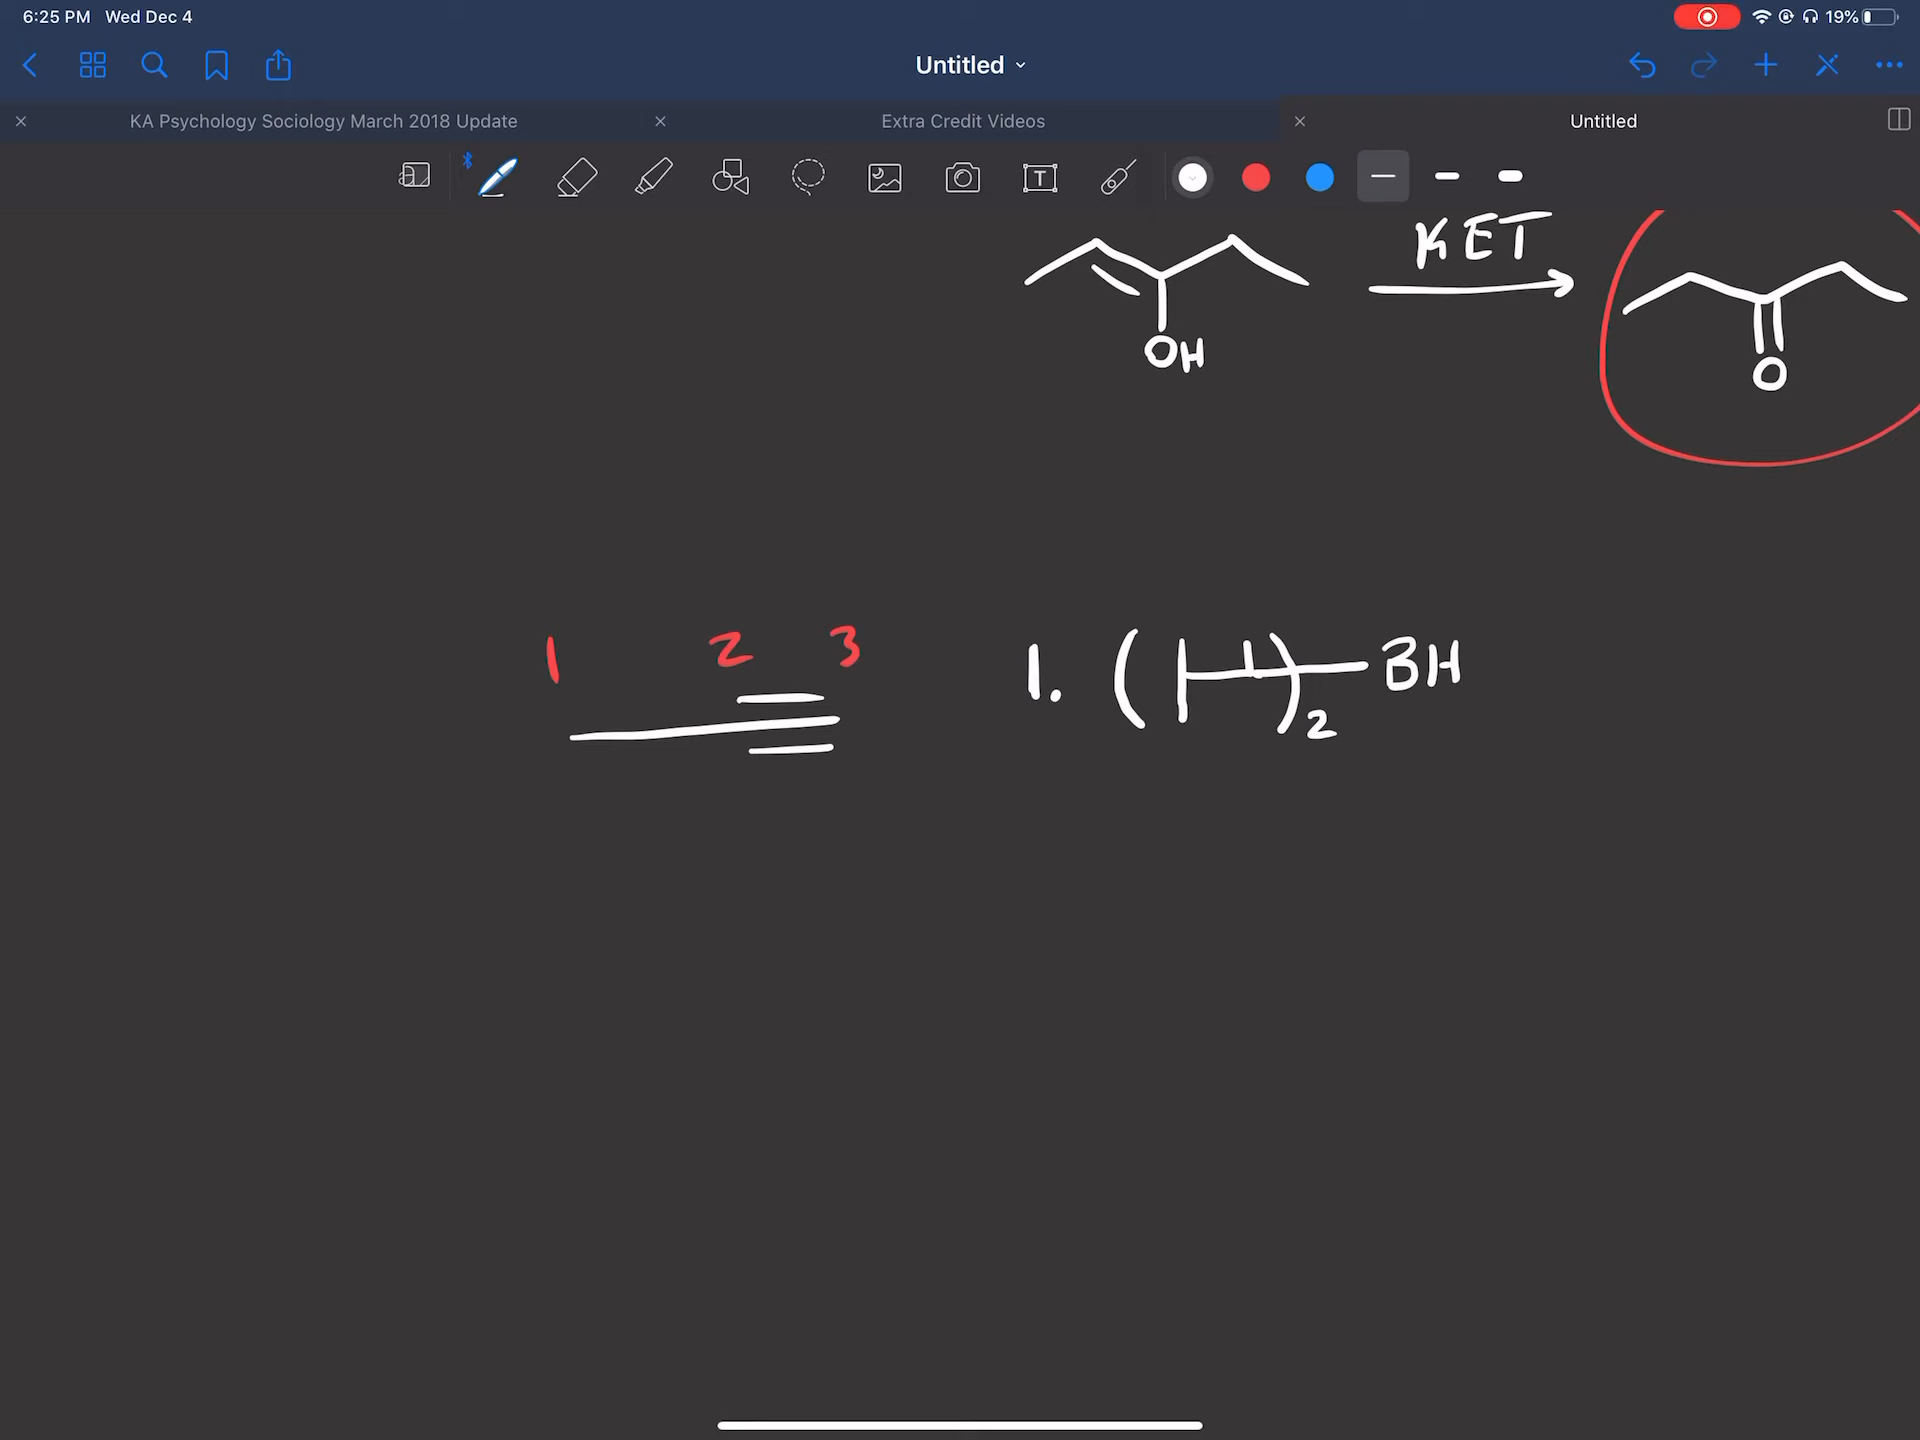 6:25 PM Wed Dec 4 19%
Untitled
KA Psychology Sociology March 2018 Update Extra Credit Videos Untitled
T
KET
OH
O
1 2 3
1. ( )2 BH